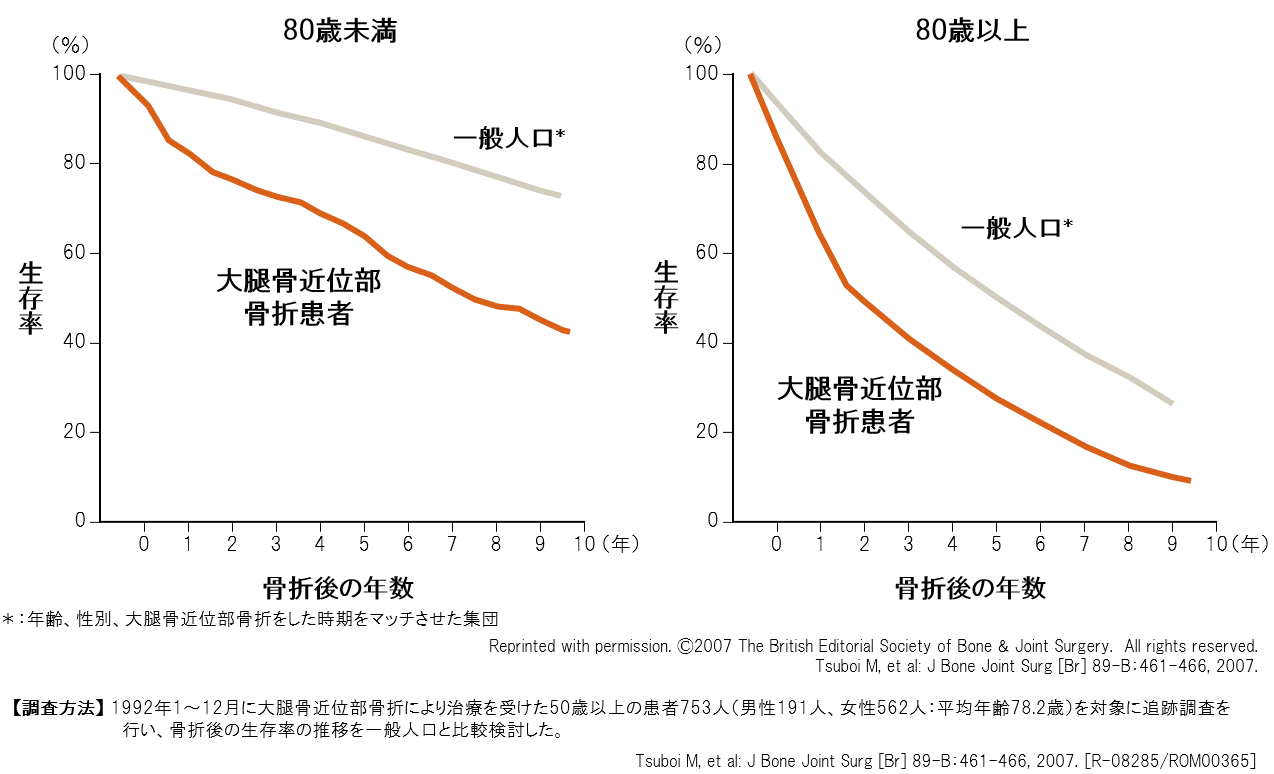 80歳未満
(%)
100
80
60
40
20
0
生存率
一般人口*
大腿骨近位部
骨折患者
0 1 2 3 4 5 6 7 8 9 10(年)
骨折後の年数
80歳以上
(%)
100
80
60
40
20
0
生存率
一般人口*
大腿骨近位部
骨折患者
0 1 2 3 4 5 6 7 8 9 10(年)
骨折後の年数
＊：年齢、性別、大腿骨近位部骨折をした時期をマッチさせた集団
Reprinted with permission. ©2007 The British Editorial Society of Bone & Joint Surgery. All rights reserved.
Tsuboi M, et al: J Bone Joint Surg [Br] 89-B：461-466, 2007.
【調査方法】 1992年1～12月に大腿骨近位部骨折により治療を受けた50歳以上の患者753人（男性191人、女性562人：平均年齢78.2歳）を対象に追跡調査を
行い、骨折後の生存率の推移を一般人口と比較検討した。
Tsuboi M, et al: J Bone Joint Surg [Br] 89-B：461-466, 2007. [R-08285/ROM00365]